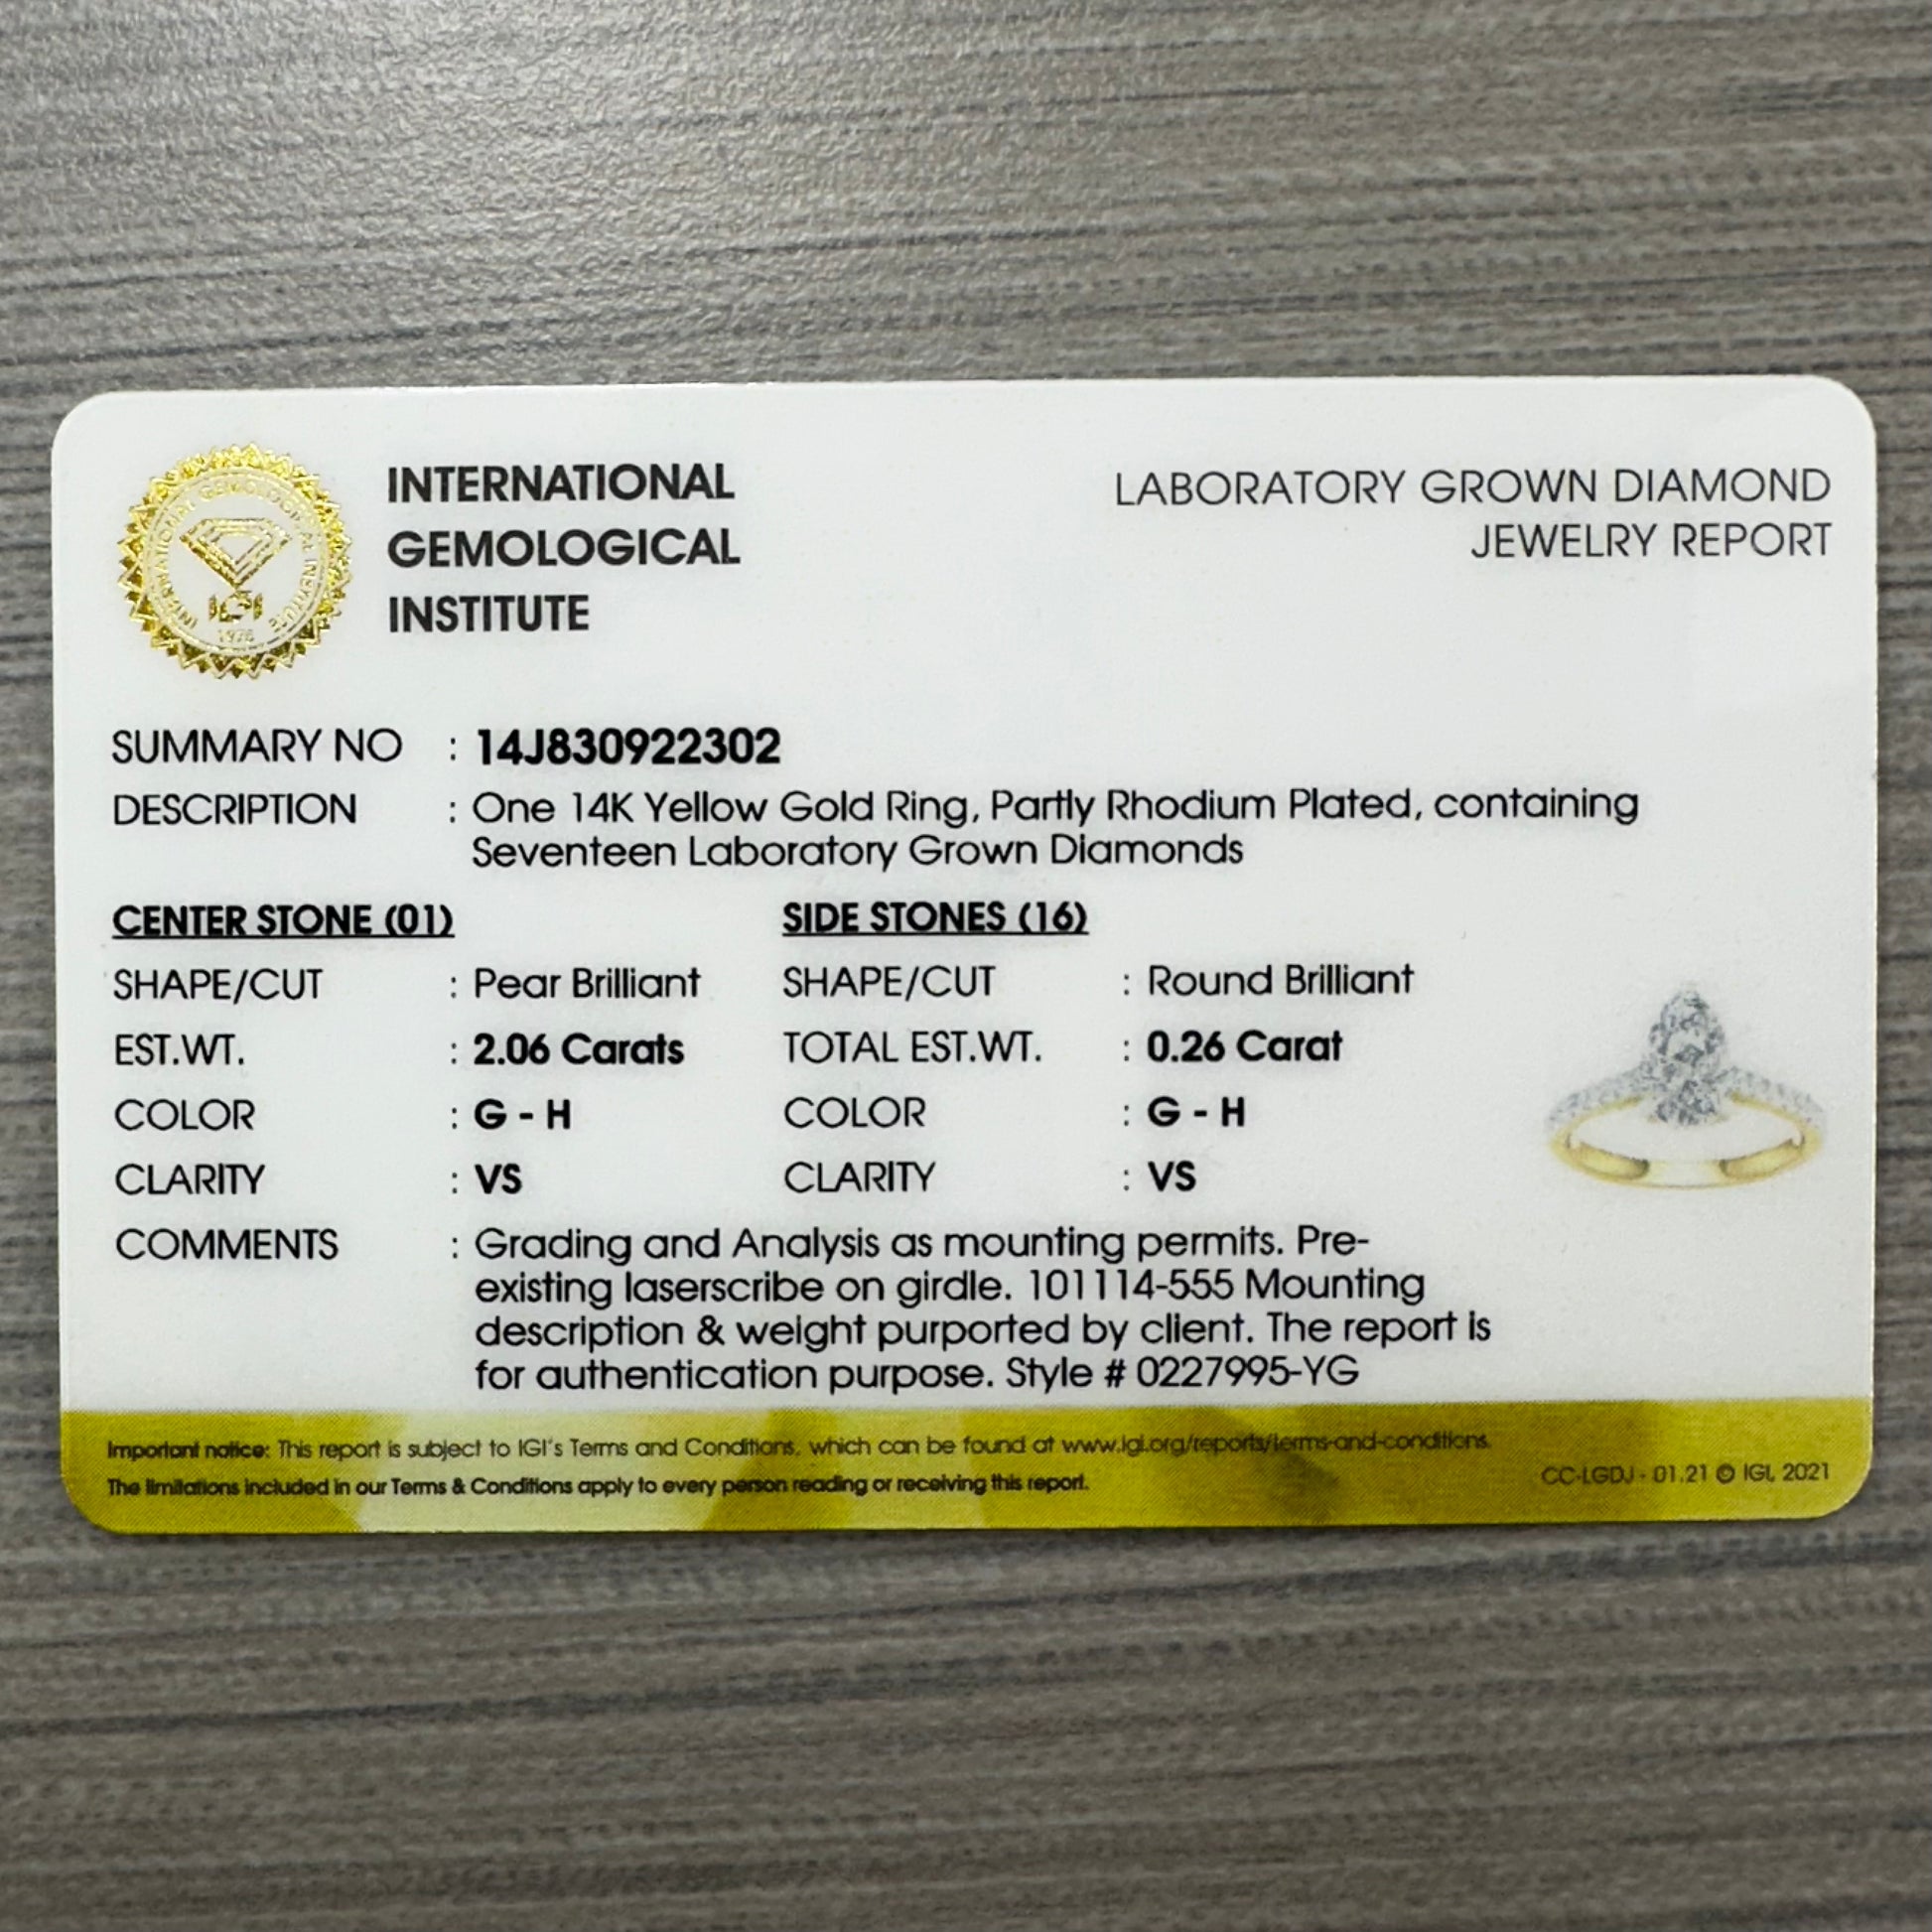 INTERNATIONAL GEMOLOGICAL INSTITUTE
IGI
INTERNATIONAL
GEMOLOGICAL
INSTITUTE
LABORATORY GROWN DIAMOND
JEWELRY REPORT
SUMMARY NO : 14J830922302
DESCRIPTION : One 14K Yellow Gold Ring, Partly Rhodium Plated, containing
Seventeen Laboratory Grown Diamonds
CENTER STONE (01) SIDE STONES (16)
SHAPE/CUT : Pear Brilliant SHAPE/CUT : Round Brilliant
EST.WT. : 2.06 Carats TOTAL EST.WT. : 0.26 Carat
COLOR : G - H COLOR : G - H
CLARITY : VS CLARITY : VS
COMMENTS : Grading and Analysis as mounting permits. Pre-
existing laserscribe on girdle. 101114-555 Mounting
description & weight purported by client. The report is
for authentication purpose. Style # 0227995-YG
Important notice: This report is subject to IGI's Terms and Conditions, which can be found at www.igi.org/reports/terms-and-conditions.
The limitations included in our Terms & Conditions apply to every person reading or receiving this report.
CC-LGDJ - 01.21 © IGI, 2021